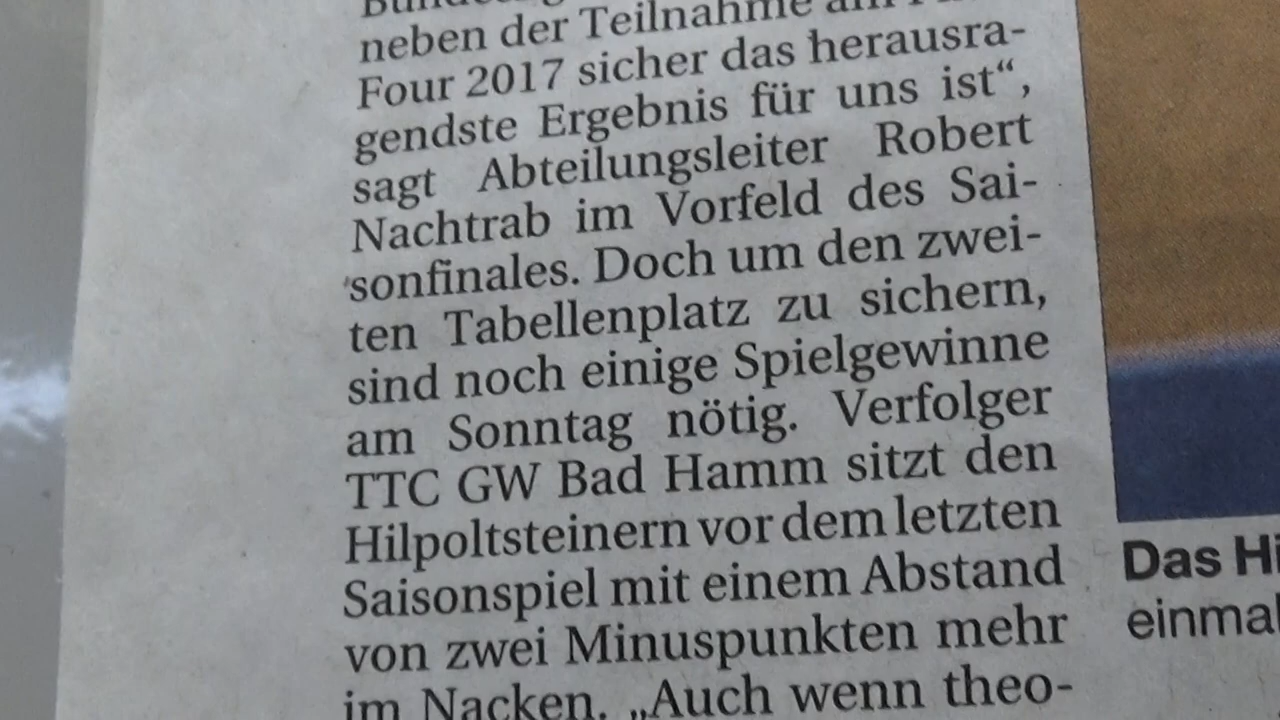 neben der Teilnahme am
Four 2017 sicher das herausra-
gendste Ergebnis für uns ist“,
sagt Abteilungsleiter Robert
Nachtrab im Vorfeld des Sai-
sonfinales. Doch um den zwei-
ten Tabellenplatz zu sichern,
sind noch einige Spielgewinne
am Sonntag nötig. Verfolger
TTC GW Bad Hamm sitzt den
Hilpoltsteinern vor dem letzten
Saisonspiel mit einem Abstand
von zwei Minuspunkten mehr
im Nacken. „Auch wenn theo-
Das Hi
einmal